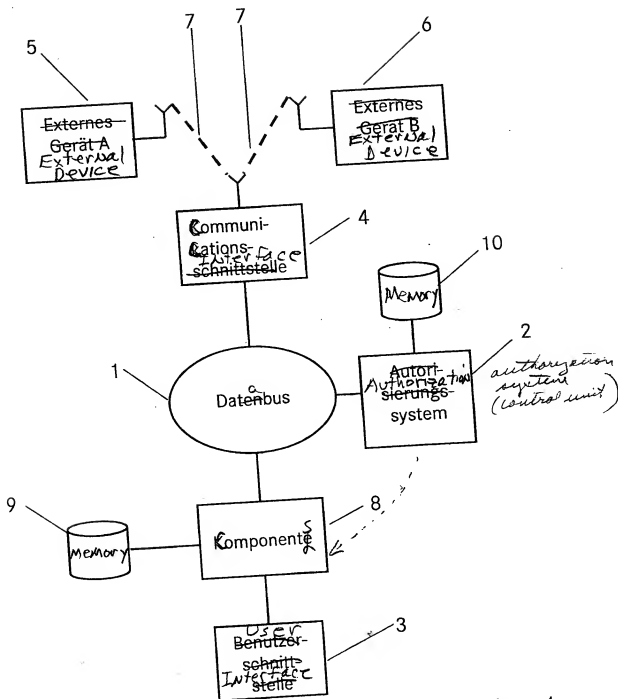 7
7
5
6
Externes
Gerät A
External
Device
Externes
Gerät B
External
Device
Communi-
Cations-
Interface
schnittstelle
4
10
Memory
2
1
Datenbus
a
Autori-
Authorization
sierungs-
system
authorization
system
(control unit)
9
Memory
8
Komponente
s
3
User
Benutzer-
schnitt-
Interface
stelle